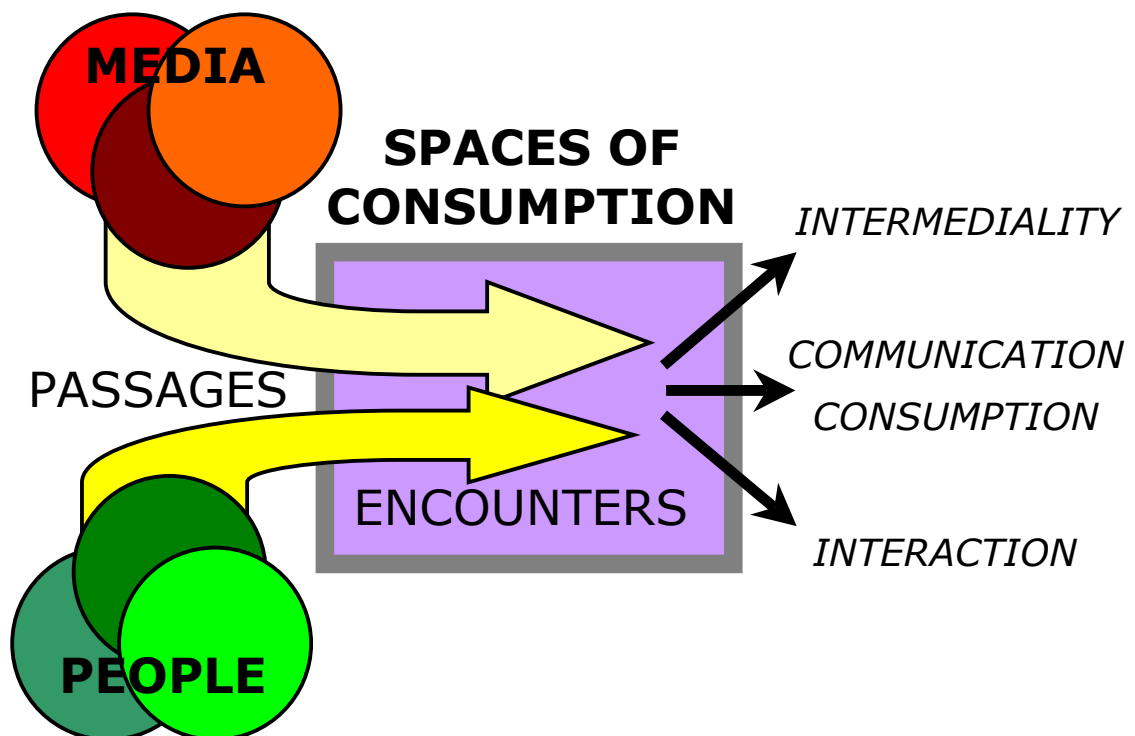 MEDIA
SPACES OF
CONSUMPTION
INTERMEDIALITY
PASSAGES
COMMUNICATION
CONSUMPTION
ENCOUNTERS
INTERACTION
PEOPLE